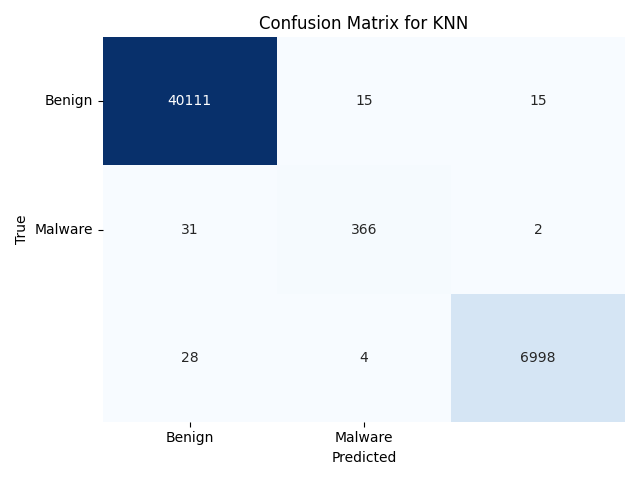 Confusion Matrix for KNN
Benign 40111 15 15
Malware 31 366 2
28 4 6998
True
Benign Malware
Predicted